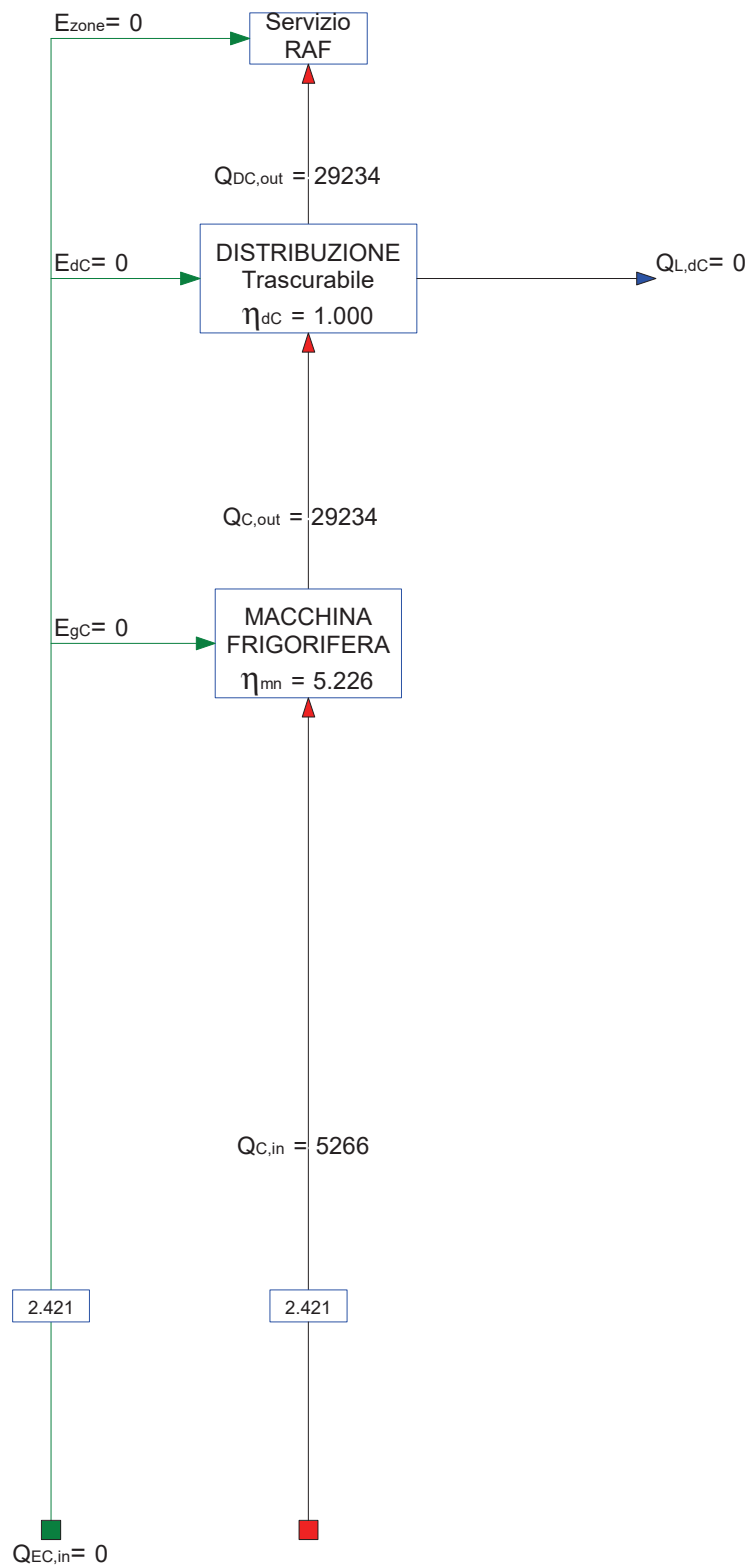 Ezone= 0
Servizio
RAF
QDC,out = 29234
EdC= 0
DISTRIBUZIONE
Trascurabile
ηdC = 1.000
QL,dC= 0
QC,out = 29234
EgC= 0
MACCHINA
FRIGORIFERA
ηmn = 5.226
QC,in = 5266
2.421
2.421
QEC,in= 0